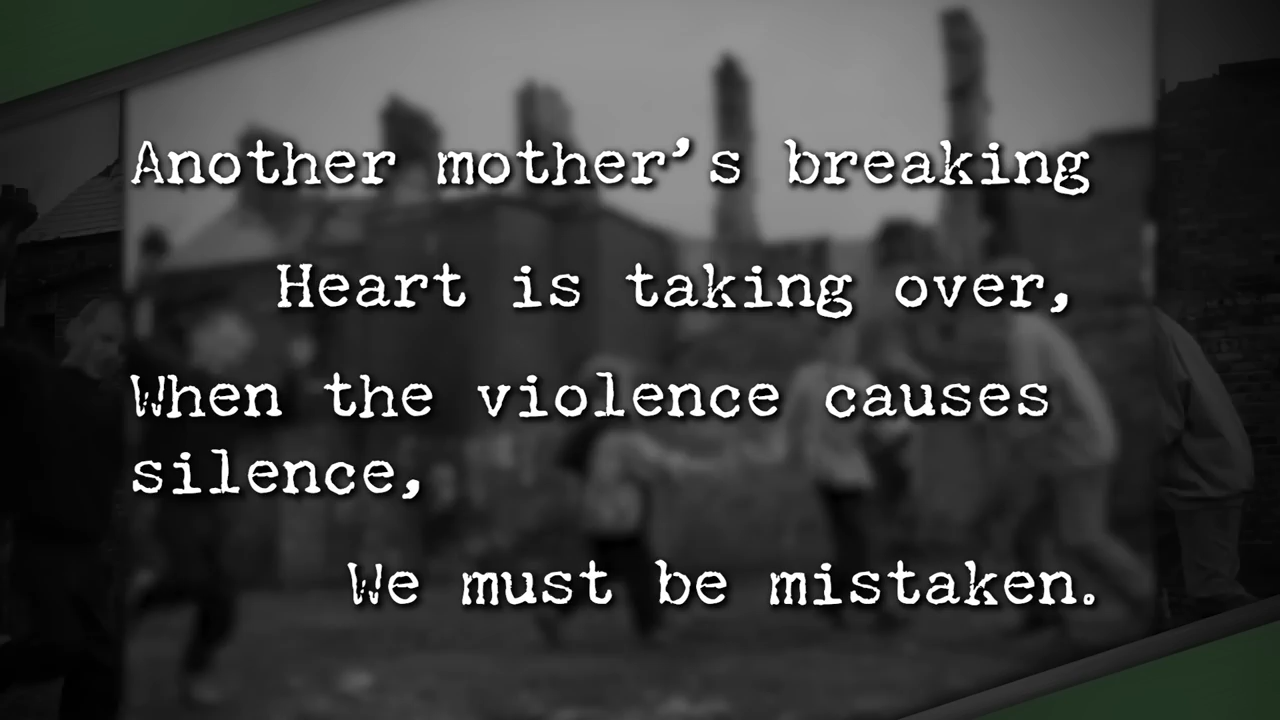 Another mother’s breaking
Heart is taking over,
When the violence causes
silence,
We must be mistaken.